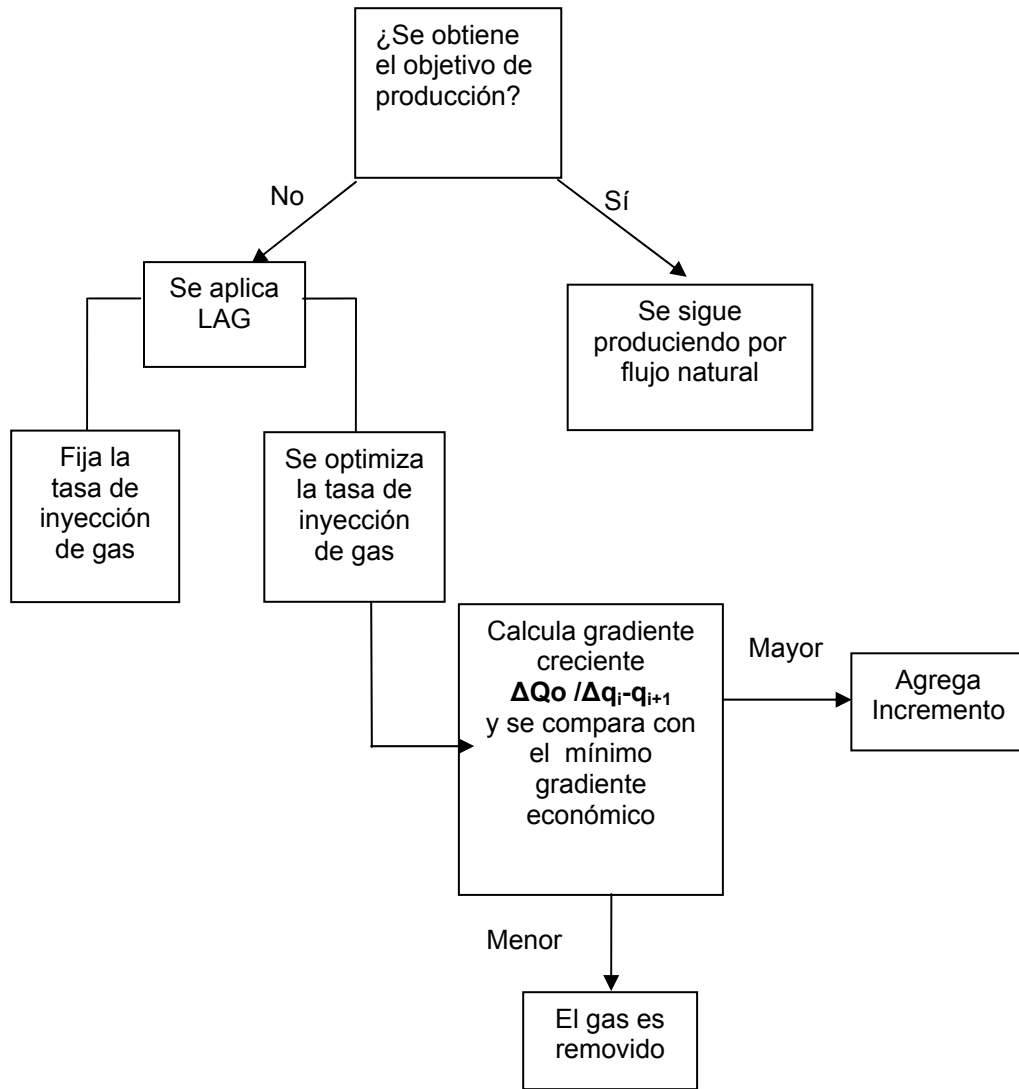 ¿Se obtiene
el objetivo de
producción?
No
Sí
Se aplica
LAG
Se sigue
produciendo por
flujo natural
Fija la
tasa de
inyección
de gas
Se optimiza
la tasa de
inyección
de gas
Calcula gradiente
creciente
ΔQo /Δqi-qi+1
y se compara con
el mínimo
gradiente
económico
Mayor
Agrega
Incremento
Menor
El gas es
removido